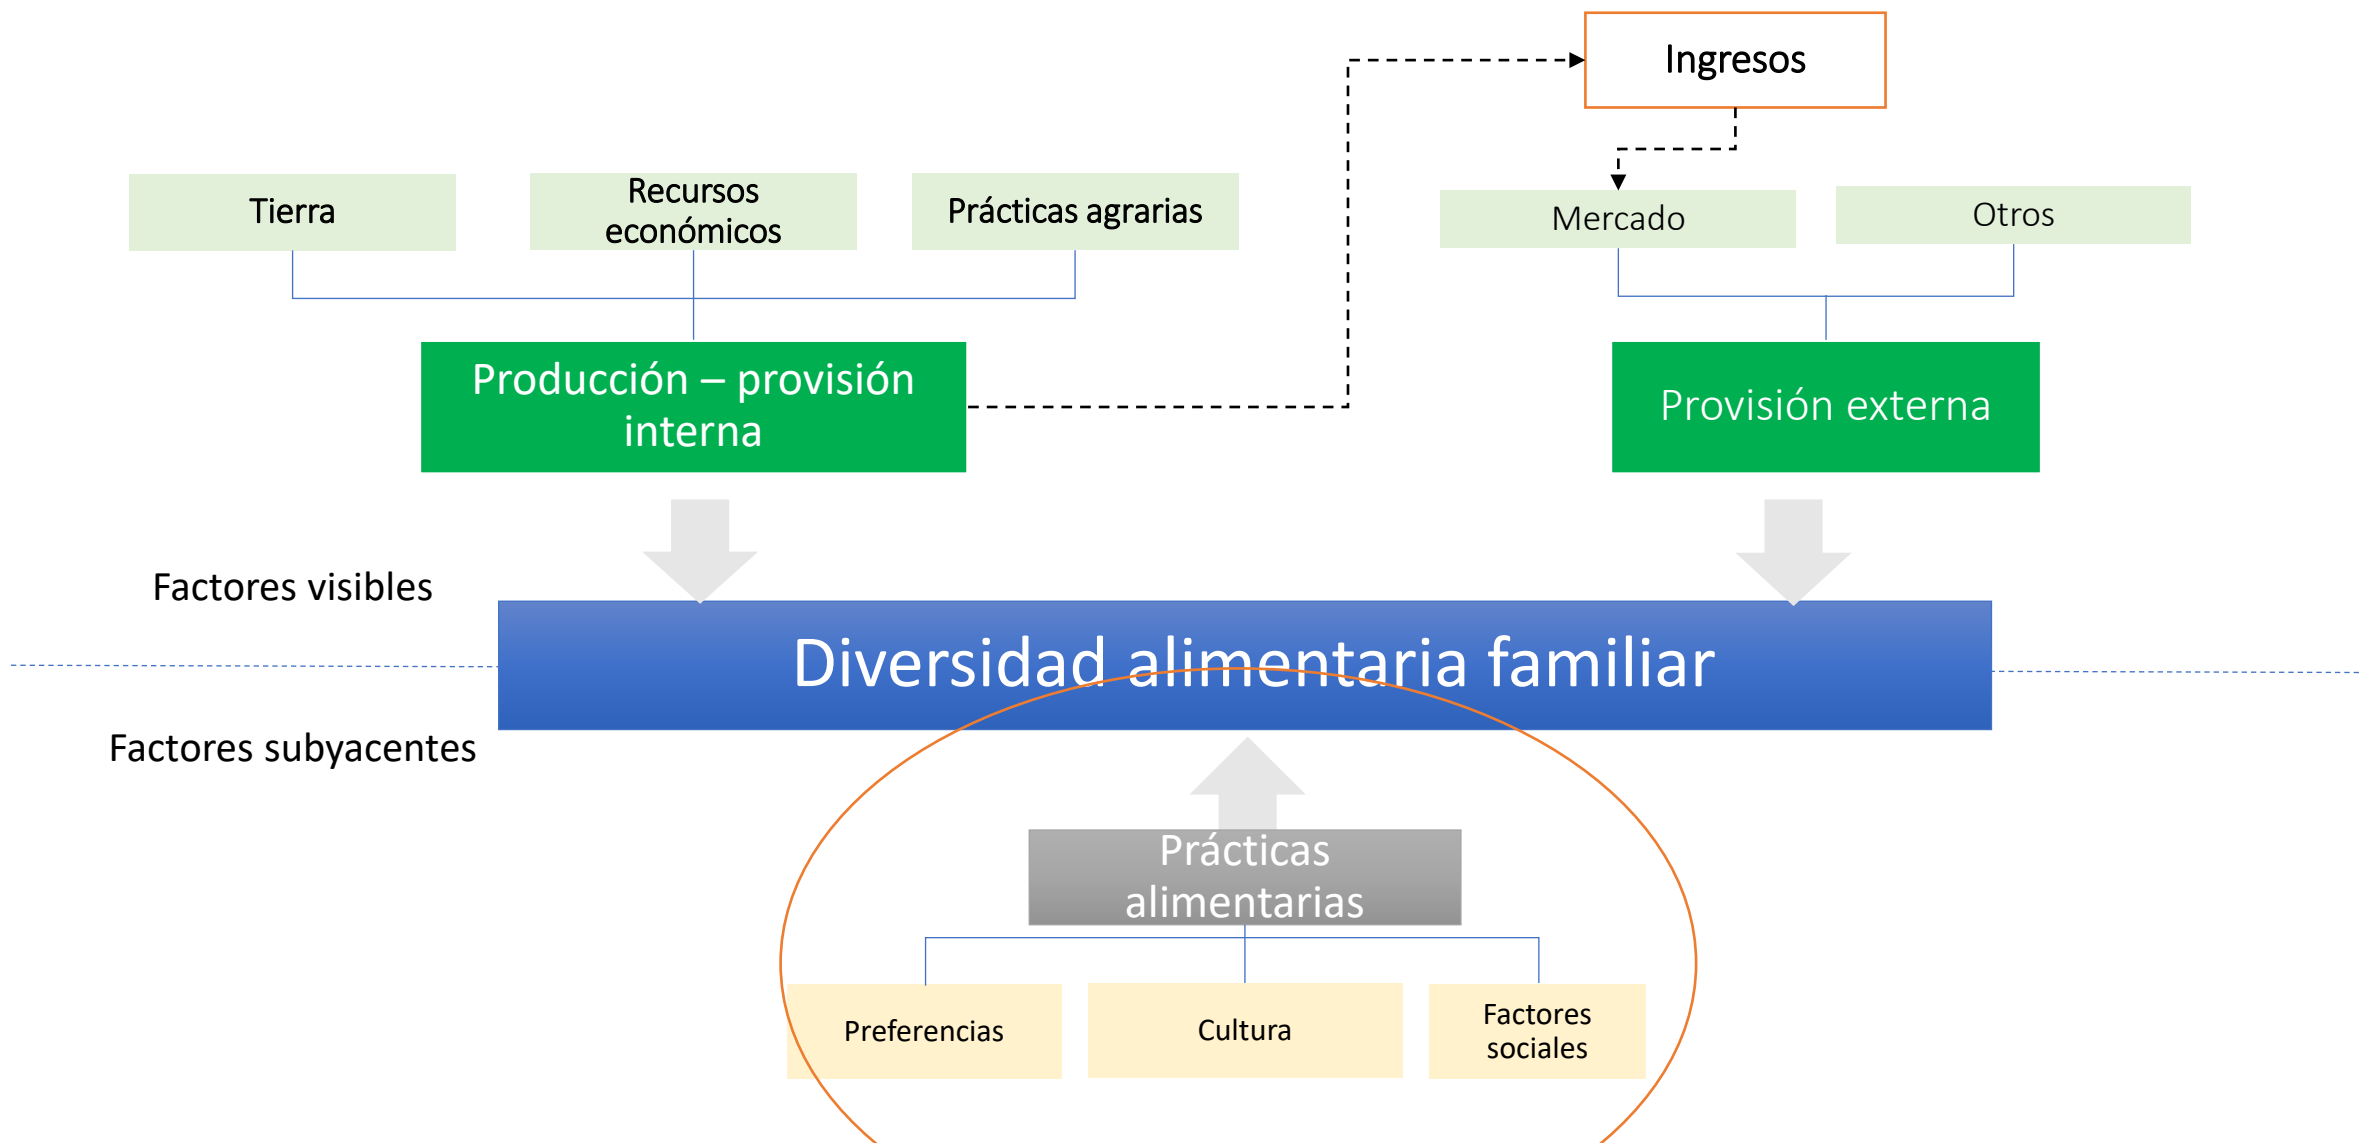 Ingresos
Tierra
Recursos
económicos
Prácticas agrarias
Mercado
Otros
Producción – provisión
interna
Provisión externa
Factores visibles
Diversidad alimentaria familiar
Factores subyacentes
Prácticas
alimentarias
Preferencias
Cultura
Factores
sociales